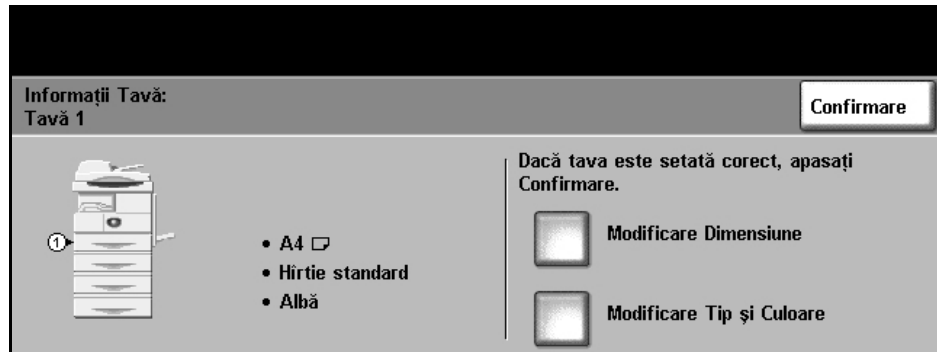 Informații Tavă:
Tavă 1
Confirmare
1
• A4
• Hîrtie standard
• Albă
Dacă tava este setată corect, apasați
Confirmare.
Modificare Dimensiune
Modificare Tip și Culoare